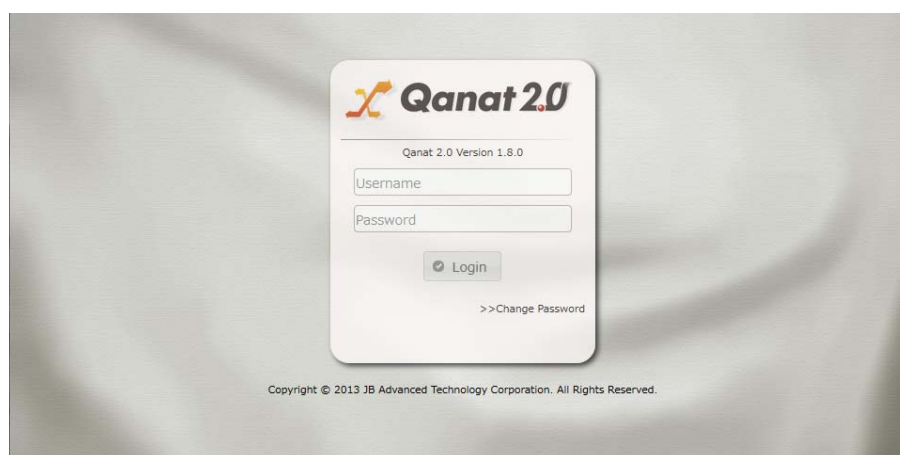 Qanat 2.0
Qanat 2.0 Version 1.8.0
Username
Password
Login
>>Change Password
Copyright © 2013 JB Advanced Technology Corporation. All Rights Reserved.